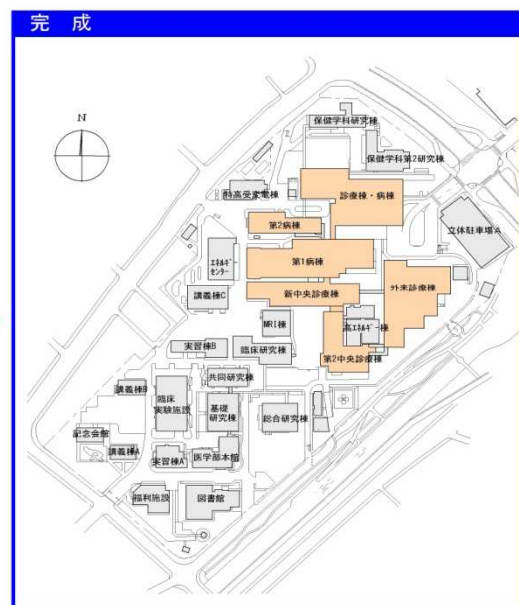 完 成
N
保健学科研究棟
保健学科第2研究棟
特高受変電棟
診療棟・病棟
立体駐車場A
第2病棟
エネルギー
センター
第1病棟
講義棟C
新中央診療棟
外来診療棟
MRI棟
高エネルギー棟
実習棟B
臨床研究棟
第2中央診療棟
共同研究棟
講義棟B
臨床
実験施設
基礎
研究棟
総合研究棟
記念会館
講義棟A
実習棟A
医学部本館
福利施設
図書館